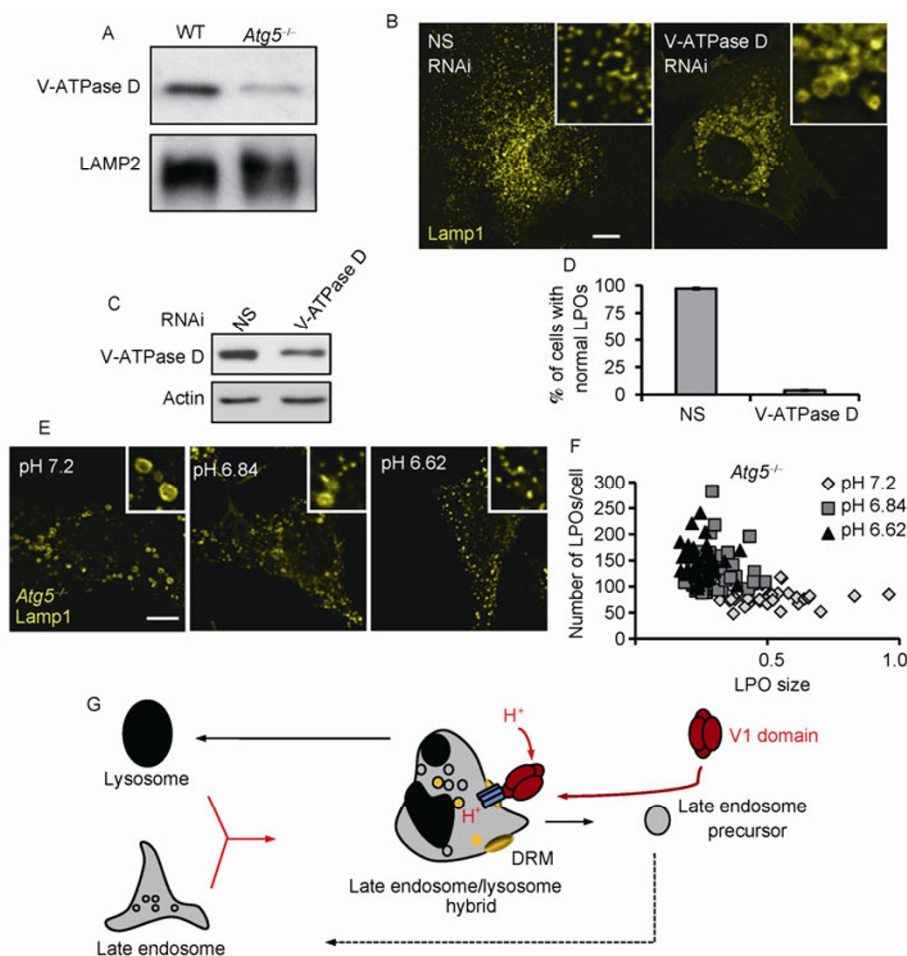 A
WT Atg5⁻/⁻
V-ATPase D
LAMP2
B
NS
RNAi
Lamp1
V-ATPase D
RNAi
C
RNAi
NS
V-ATPase D
V-ATPase D
Actin
D
% of cells with
normal LPOs
100
75
50
25
0
NS V-ATPase D
E
pH 7.2
Atg5⁻/⁻
Lamp1
pH 6.84
pH 6.62
F
Atg5⁻/⁻
pH 7.2
pH 6.84
pH 6.62
Number of LPOs/cell
300
250
200
150
100
50
0
0.5 1.0
LPO size
G
Lysosome
Late endosome
H⁺
H⁺
DRM
Late endosome/lysosome
hybrid
V1 domain
Late endosome
precursor